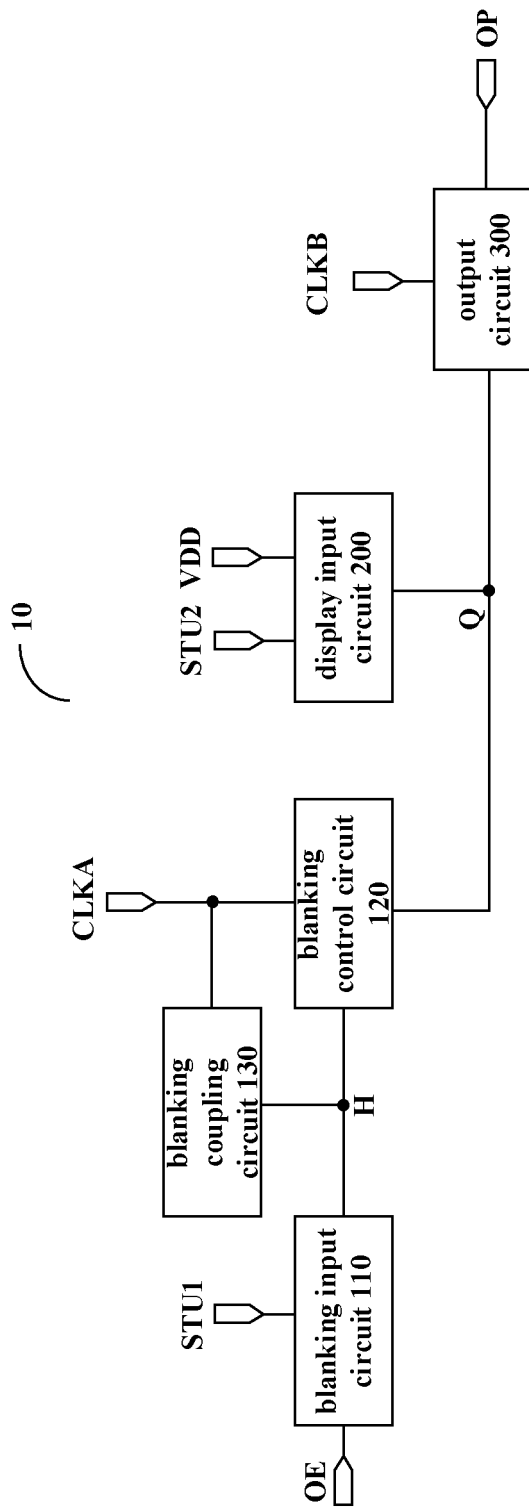 10
OE
STU1
blanking input
circuit 110
H
blanking
coupling
circuit 130
CLKA
blanking
control circuit
120
STU2
VDD
display input
circuit 200
Q
CLKB
output
circuit 300
OP